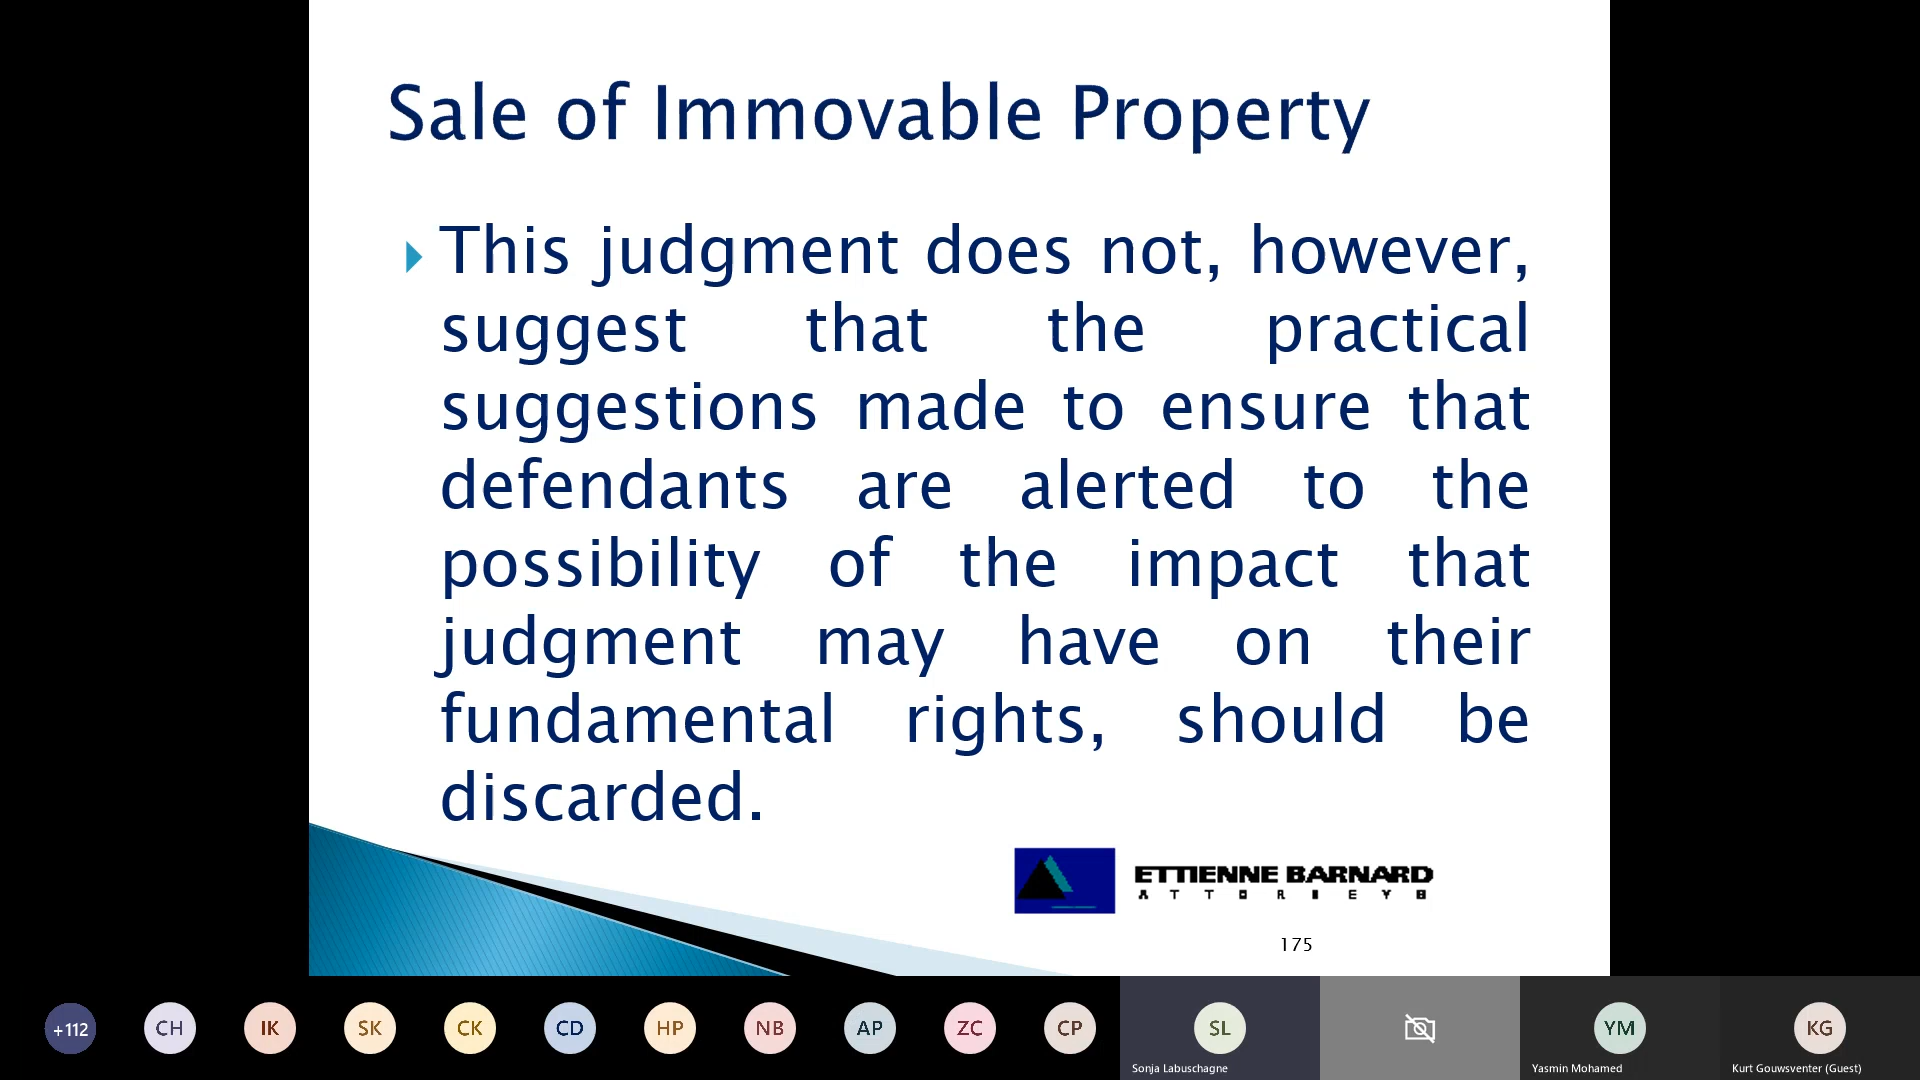 Sale of Immovable Property
This judgment does not, however,
suggest that the practical
suggestions made to ensure that
defendants are alerted to the
possibility of the impact that
judgment may have on their
fundamental rights, should be
discarded.
ETTIENNE BARNARD
ATTORNEYS
175
+112 CH IK SK CK CD HP NB AP ZC CP SL YM KG
Sonja Labuschagne Yasmin Mohamed Kurt Gouwsventer (Guest)